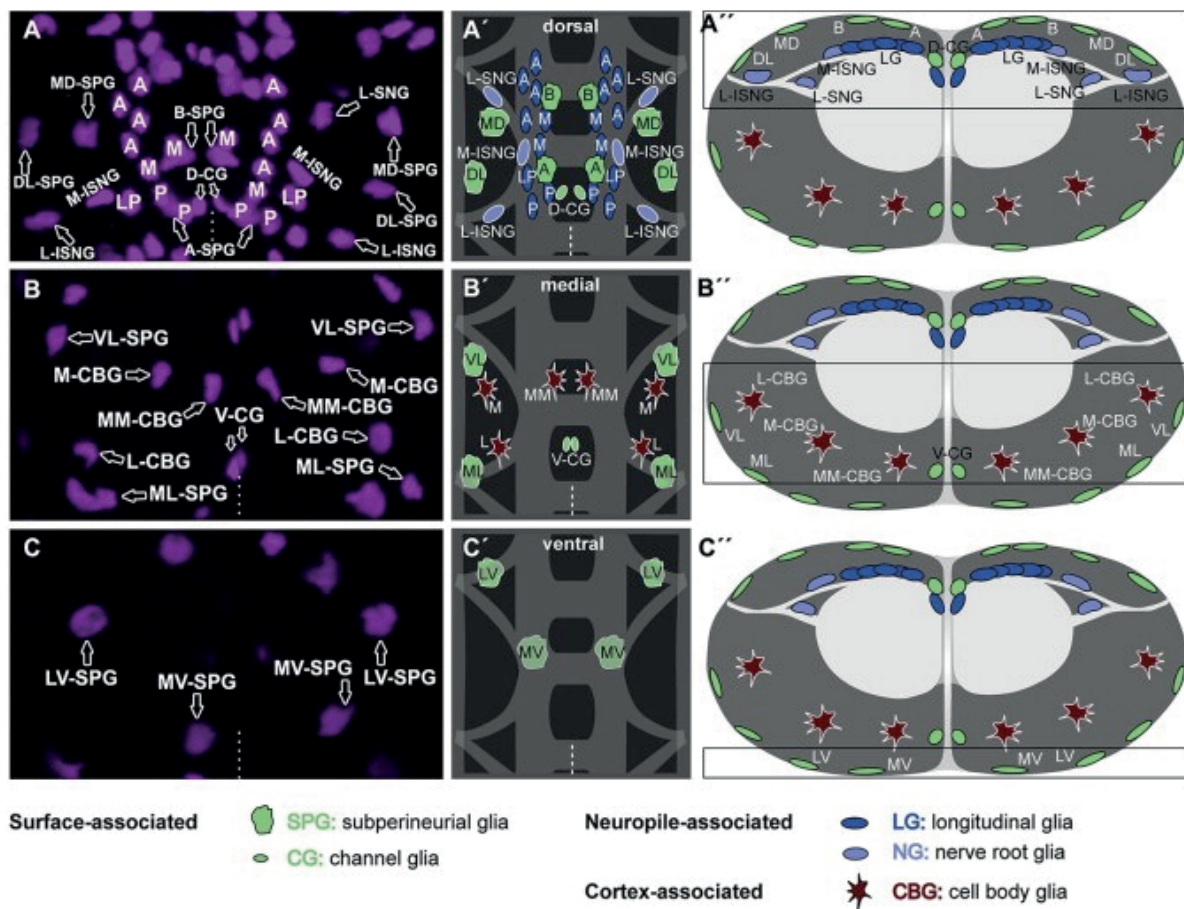 A
MD-SPG
A
A
B-SPG
A
A
A
L-SNG
A
M
M
A
M
A
DL-SPG
M-ISNG
D-CG
M
M-ISNG
MD-SPG
LP
P
P
P
P
LP
DL-SPG
L-ISNG
A-SPG
L-ISNG
A´
dorsal
A
A
L-SNG
A
A
L-SNG
B
B
MD
A
A
MD
M
M
M-ISNG
M
M
M-ISNG
DL
LP
A
A
LP
DL
P
P
P
D-CG
P
L-ISNG
L-ISNG
A´´
MD
B
A
D-CG
A
B
MD
DL
M-ISNG
LG
LG
M-ISNG
DL
L-ISNG
L-SNG
L-SNG
L-ISNG
B
VL-SPG
VL-SPG
M-CBG
M-CBG
MM-CBG
MM-CBG
V-CG
L-CBG
L-CBG
ML-SPG
ML-SPG
B´
medial
VL
VL
MM
MM
M
M
L
L
V-CG
ML
ML
B´´
L-CBG
L-CBG
M-CBG
M-CBG
VL
VL
ML
V-CG
ML
MM-CBG
MM-CBG
C
LV-SPG
MV-SPG
MV-SPG
LV-SPG
C´
ventral
LV
LV
MV
MV
C´´
LV
MV
MV
LV
Surface-associated
SPG: subperineurial glia
CG: channel glia
Neuropile-associated
LG: longitudinal glia
NG: nerve root glia
Cortex-associated
CBG: cell body glia